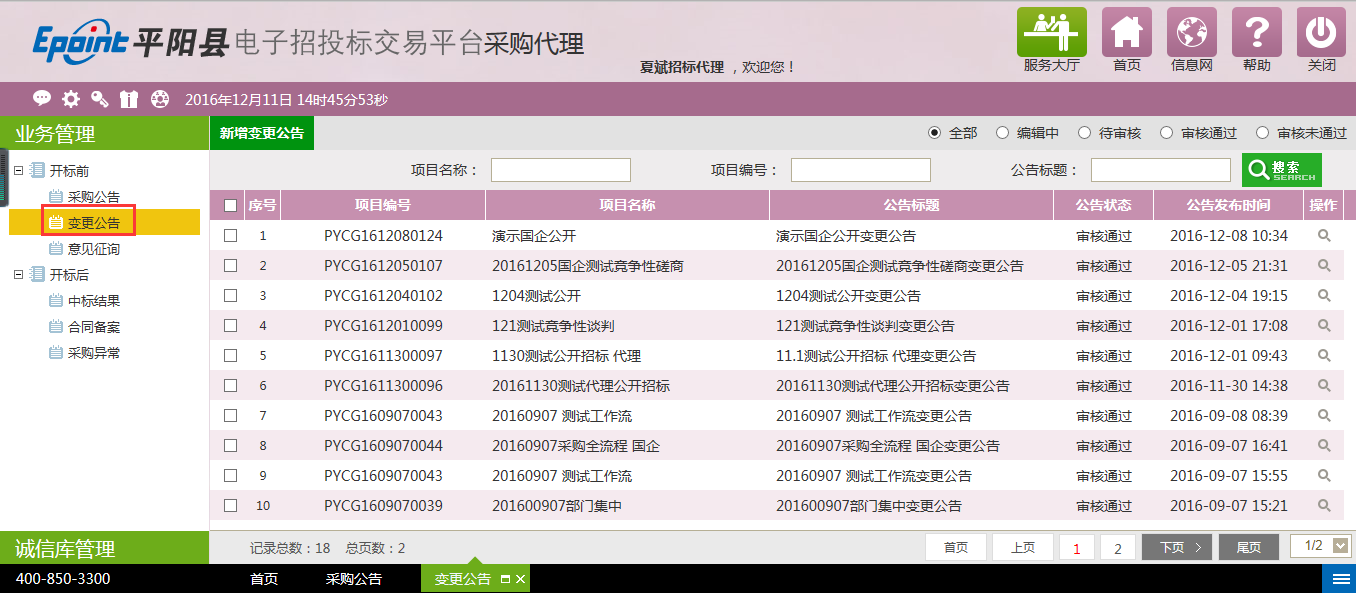 Epoint 平阳县电子招投标交易平台采购代理
夏斌招标代理 ，欢迎您！
服务大厅 首页 信息网 帮助 关闭
2016年12月11日 14时45分53秒
业务管理
新增变更公告
全部 编辑中 待审核 审核通过 审核未通过
开标前
采购公告
变更公告
意见征询
开标后
中标结果
合同备案
采购异常
项目名称： 项目编号： 公告标题： 搜索 SEARCH
序号 项目编号 项目名称 公告标题 公告状态 公告发布时间 操作
1 PYCG1612080124 演示国企公开 演示国企公开变更公告 审核通过 2016-12-08 10:34
2 PYCG1612050107 20161205国企测试竞争性磋商 20161205国企测试竞争性磋商变更公告 审核通过 2016-12-05 21:31
3 PYCG1612040102 1204测试公开 1204测试公开变更公告 审核通过 2016-12-04 19:15
4 PYCG1612010099 121测试竞争性谈判 121测试竞争性谈判变更公告 审核通过 2016-12-01 17:08
5 PYCG1611300097 1130测试公开招标 代理 11.1测试公开招标 代理变更公告 审核通过 2016-12-01 09:43
6 PYCG1611300096 20161130测试代理公开招标 20161130测试代理公开招标变更公告 审核通过 2016-11-30 14:38
7 PYCG1609070043 20160907 测试工作流 20160907 测试工作流变更公告 审核通过 2016-09-08 08:39
8 PYCG1609070044 20160907采购全流程 国企 20160907采购全流程 国企变更公告 审核通过 2016-09-07 16:41
9 PYCG1609070043 20160907 测试工作流 20160907 测试工作流变更公告 审核通过 2016-09-07 15:55
10 PYCG1609070039 201600907部门集中 201600907部门集中变更公告 审核通过 2016-09-07 15:21
诚信库管理
记录总数：18 总页数：2 首页 上页 1 2 下页 尾页 1/2
400-850-3300 首页 采购公告 变更公告